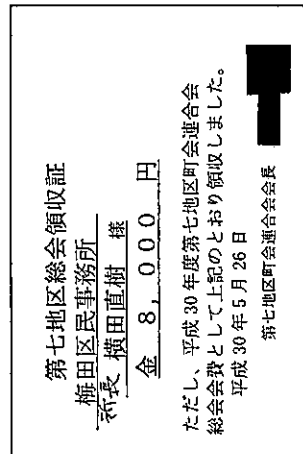 第七地区総会領収証
梅田区民事務所
所長 横田直樹 様
金 8,000 円
ただし、平成30年度第七地区町会連合会
総会会費として上記のとおり領収しました。
平成30年5月26日
第七地区町会連合会会長